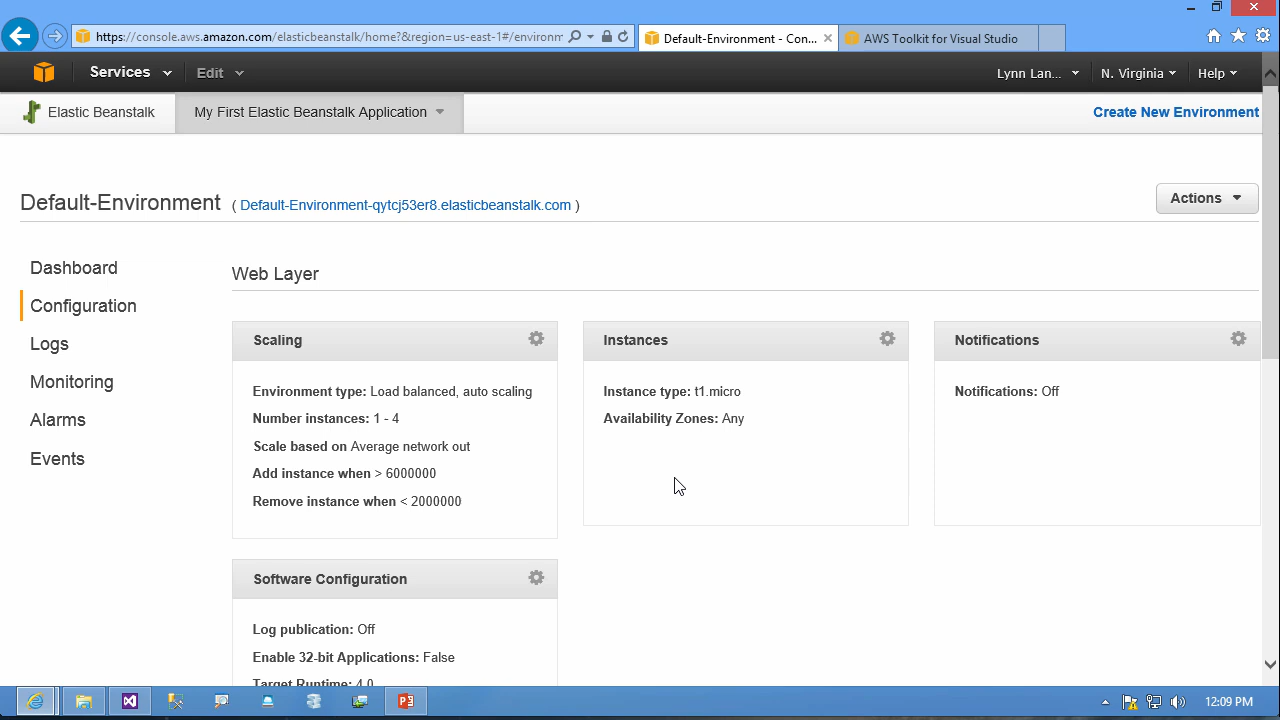 https://console.aws.amazon.com/elasticbeanstalk/home?&region=us-east-1#/environm
Default-Environment - Con...
AWS Toolkit for Visual Studio
Services
Edit
Lynn Lan...
N. Virginia
Help
Elastic Beanstalk
My First Elastic Beanstalk Application
Create New Environment
Default-Environment ( Default-Environment-qytcj53er8.elasticbeanstalk.com )
Actions
Dashboard
Configuration
Logs
Monitoring
Alarms
Events
Web Layer
Scaling
Environment type: Load balanced, auto scaling
Number instances: 1 - 4
Scale based on Average network out
Add instance when > 6000000
Remove instance when < 2000000
Instances
Instance type: t1.micro
Availability Zones: Any
Notifications
Notifications: Off
Software Configuration
Log publication: Off
Enable 32-bit Applications: False
Target Runtime: 4.0
12:09 PM